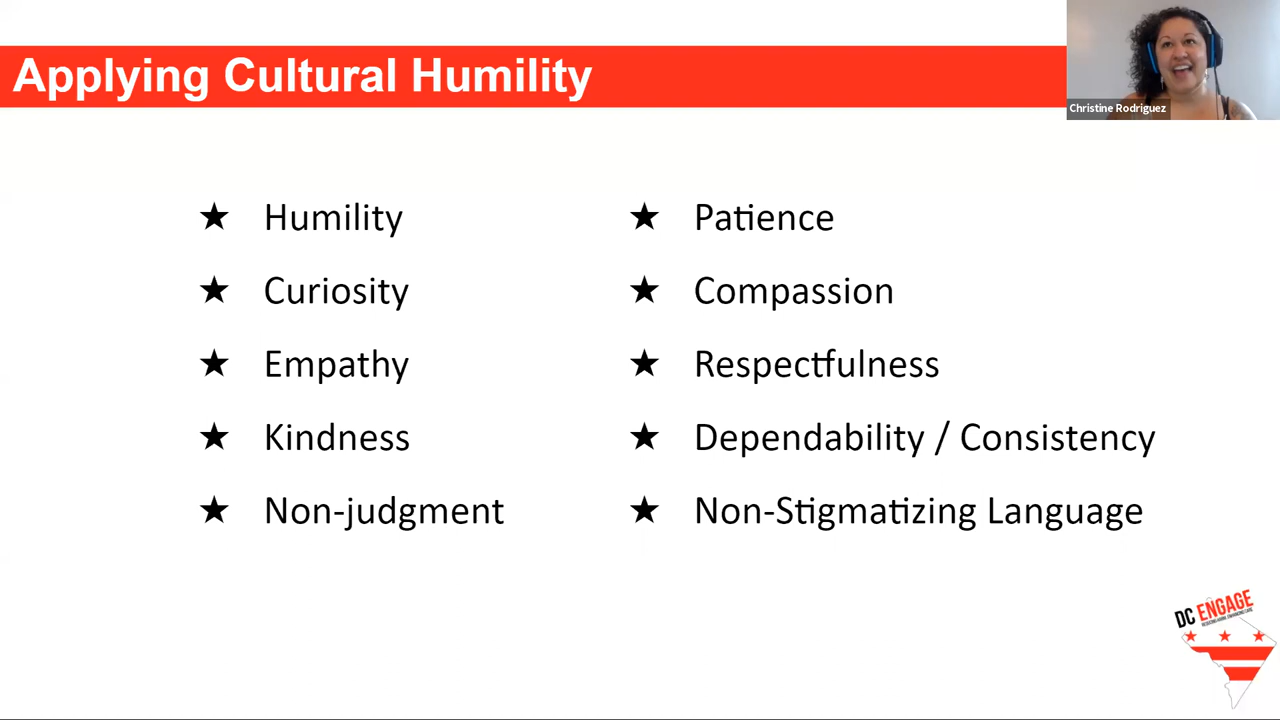 Applying Cultural Humility
Christine Rodriguez
★ Humility
★ Curiosity
★ Empathy
★ Kindness
★ Non-judgment
★ Patience
★ Compassion
★ Respectfulness
★ Dependability / Consistency
★ Non-Stigmatizing Language
DC ENGAGE